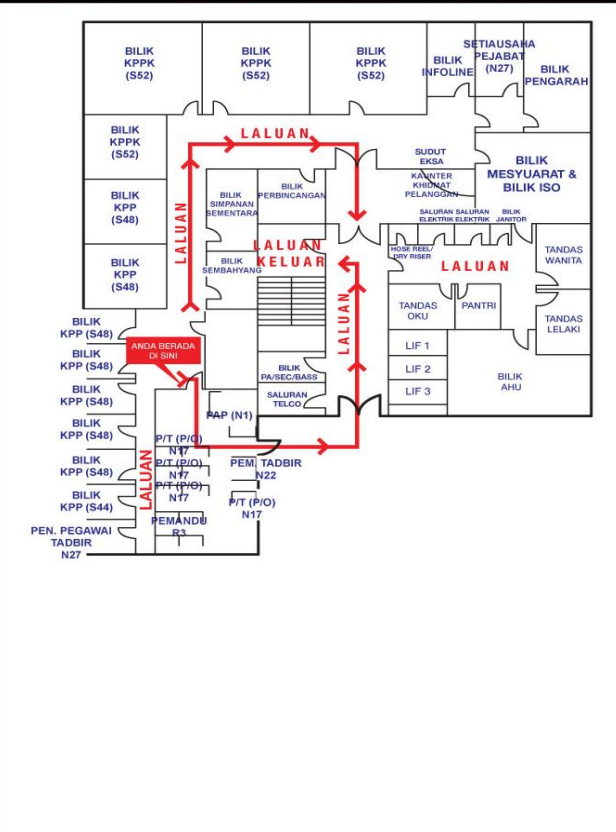 BILIK
KPPK
(S52)
BILIK
KPPK
(S52)
BILIK
KPPK
(S52)
BILIK
INFOLINE
SETIAUSAHA
PEJABAT
(N27)
BILIK
PENGARAH
BILIK
KPPK
(S52)
LALUAN
SUDUT
EKSA
KAUNTER
KHIDMAT
PELANGGAN
BILIK
MESYUARAT &
BILIK ISO
BILIK
KPP
(S48)
LALUAN
BILIK
SIMPANAN
SEMENTARA
BILIK
PERBINCANGAN
SALURAN
ELEKTRIK
SALURAN
ELEKTRIK
BILIK
JANITOR
BILIK
KPP
(S48)
BILIK
SEMBAHYANG
LALUAN
KELUAR
HOSE REEL/
DRY RISER
LALUAN
TANDAS
WANITA
LALUAN
TANDAS
OKU
PANTRI
TANDAS
LELAKI
BILIK
KPP (S48)
ANDA BERADA
DI SINI
LIF 1
LIF 2
LIF 3
BILIK
AHU
BILIK
KPP (S48)
BILIK
PA/SEC/BASS
BILIK
KPP (S48)
SALURAN
TELCO
BILIK
KPP (S48)
PAP (N1)
P/T (P/O)
N17
P/T (P/O)
N17
P/T (P/O)
N17
PEM. TADBIR
N22
BILIK
KPP (S48)
LALUAN
BILIK
KPP (S44)
P/T (P/O)
N17
PEMANDU
R3
PEN. PEGAWAI
TADBIR
N27